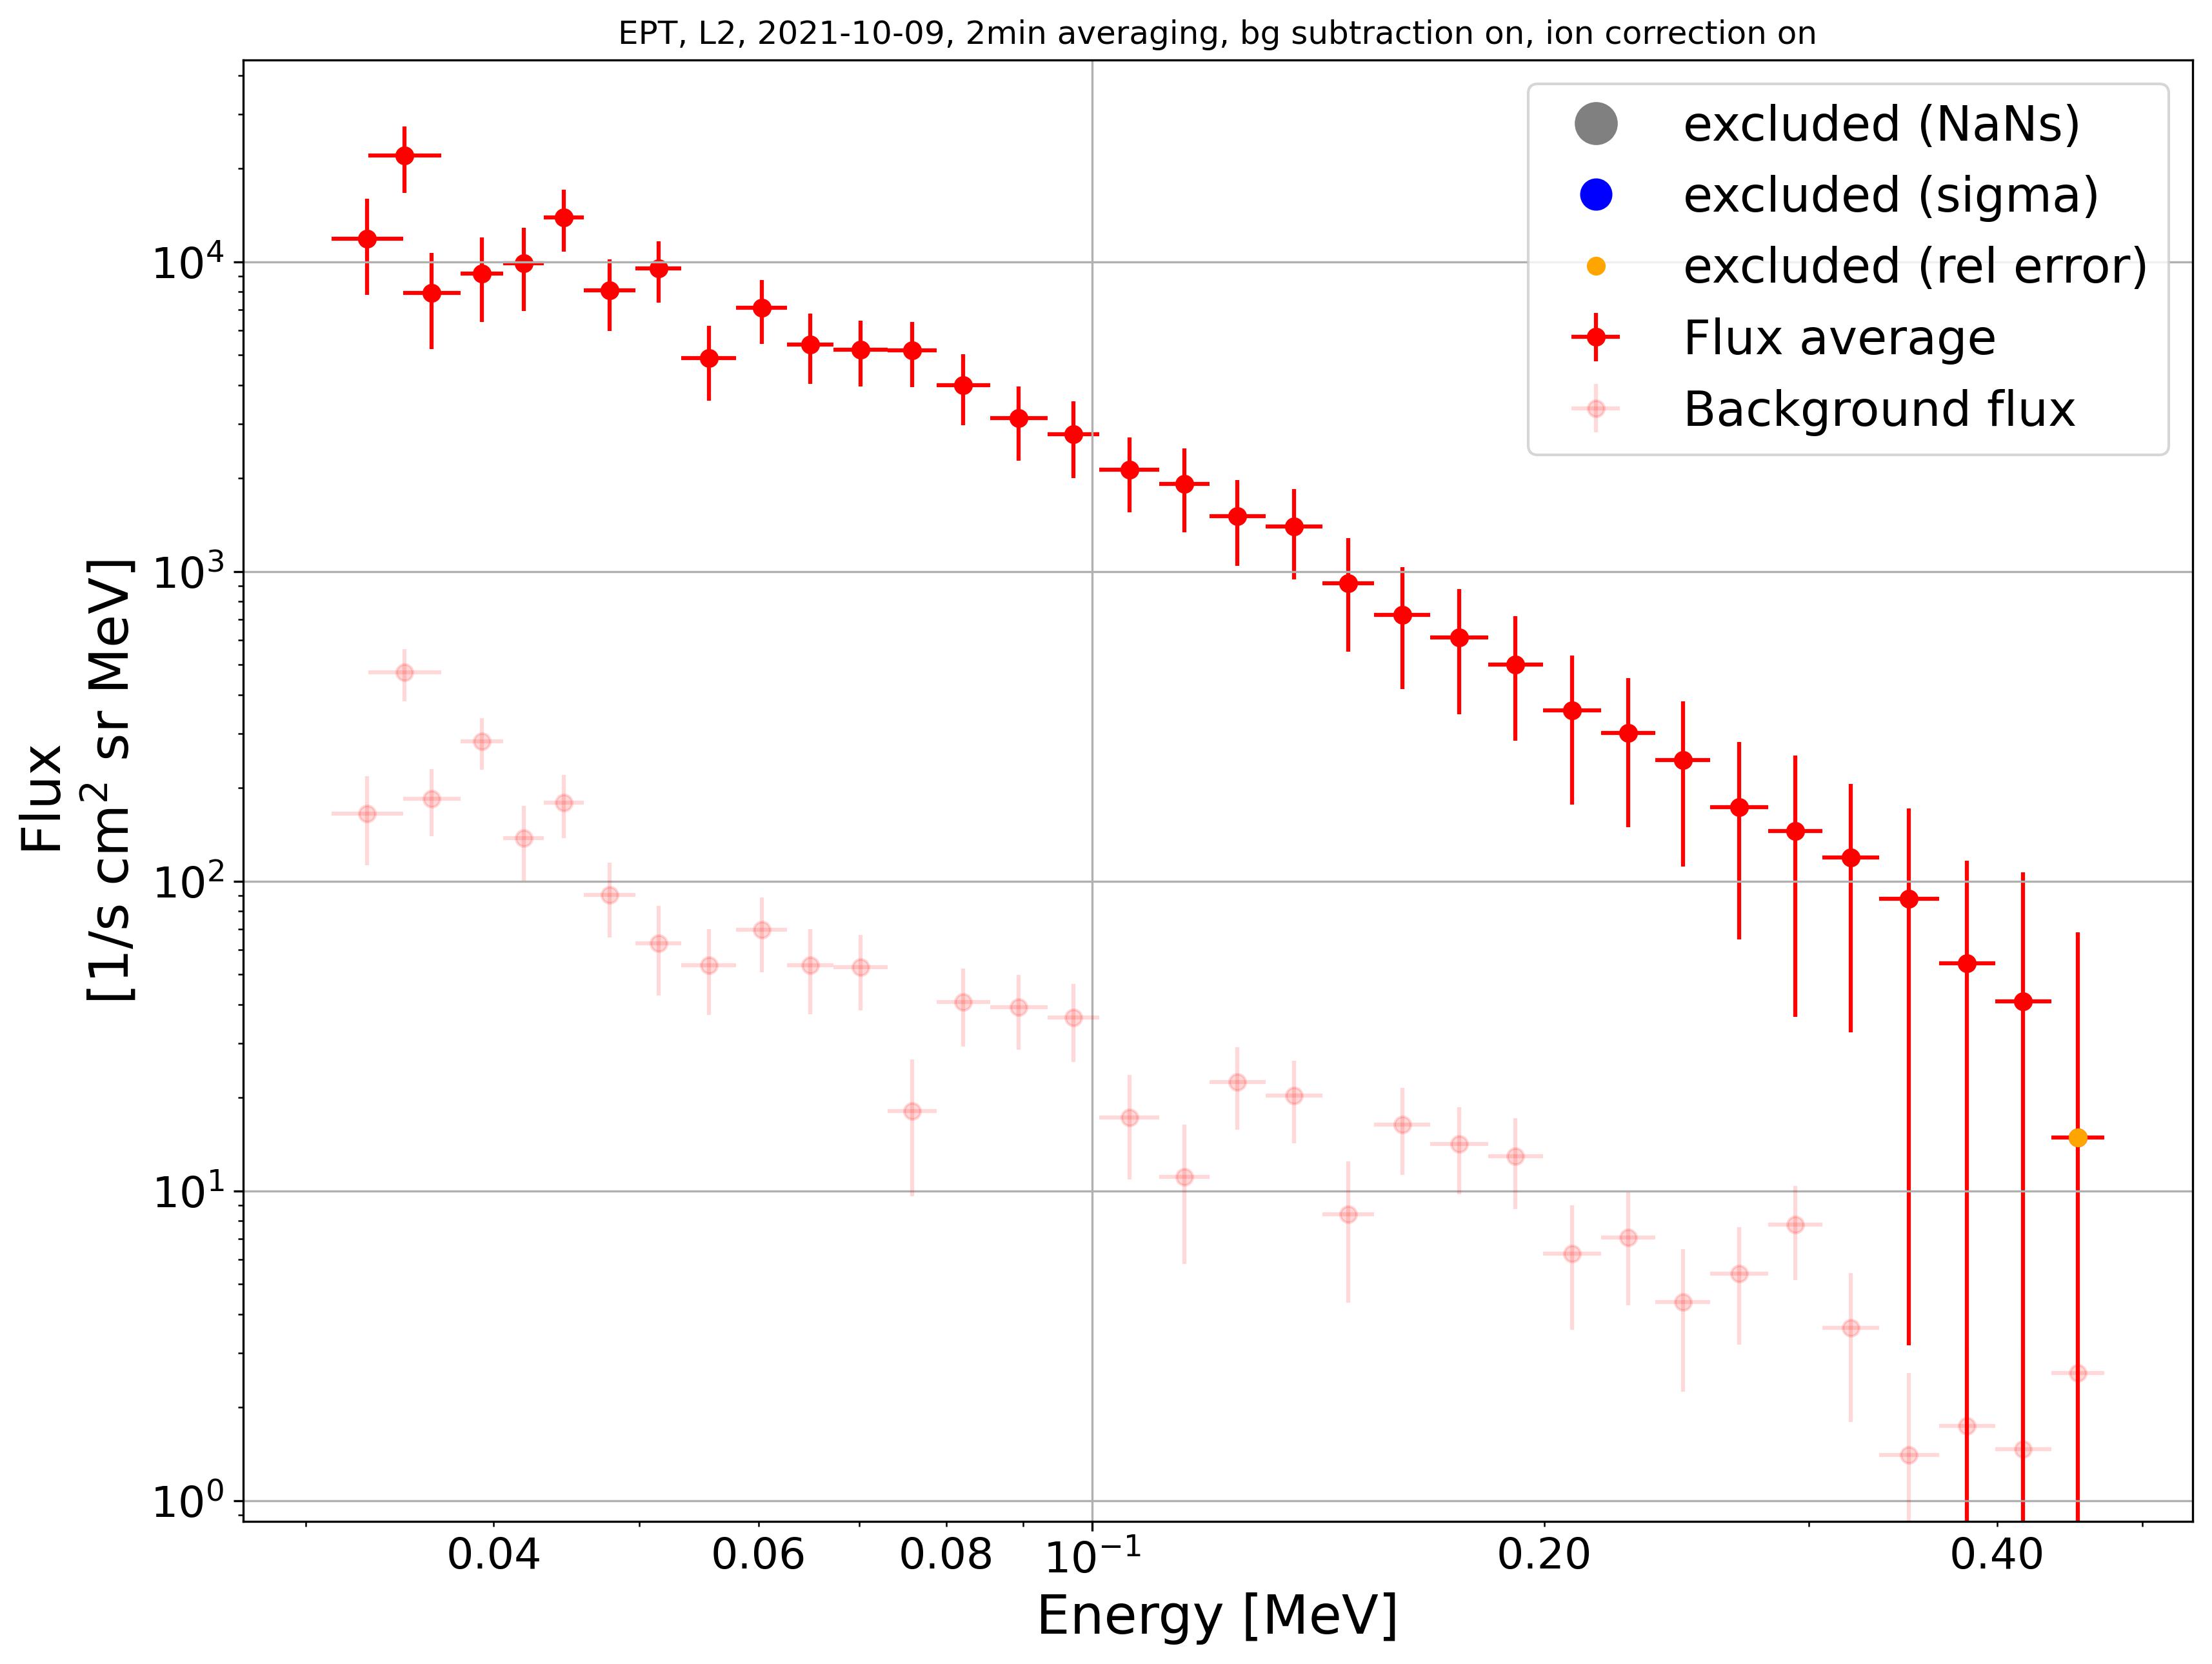 EPT, L2, 2021-10-09, 2min averaging, bg subtraction on, ion correction on
excluded (NaNs)
excluded (sigma)
excluded (rel error)
Flux average
Background flux
Flux
[1/s cm² sr MeV]
10⁴
10³
10²
10¹
10⁰
0.04
0.06
0.08
10⁻¹
0.20
0.40
Energy [MeV]